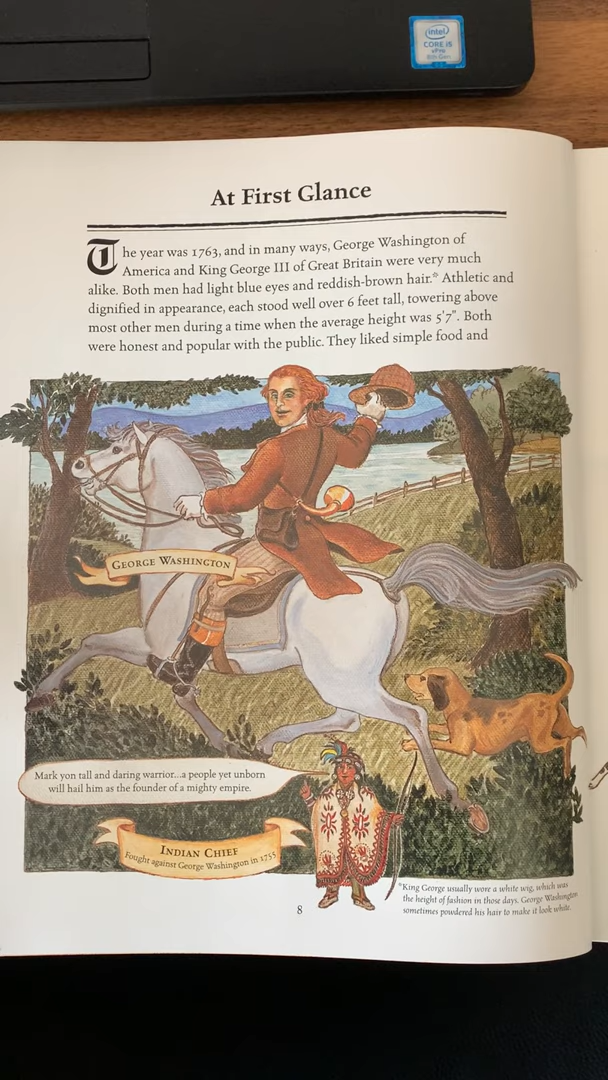 intel
CORE i5
vPro
8th Gen
At First Glance
The year was 1763, and in many ways, George Washington of
America and King George III of Great Britain were very much
alike. Both men had light blue eyes and reddish-brown hair.* Athletic and
dignified in appearance, each stood well over 6 feet tall, towering above
most other men during a time when the average height was 5'7". Both
were honest and popular with the public. They liked simple food and
GEORGE WASHINGTON
Mark yon tall and daring warrior...a people yet unborn
will hail him as the founder of a mighty empire.
INDIAN CHIEF
Fought against George Washington in 1755
*King George usually wore a white wig, which was
the height of fashion in those days. George Washington
sometimes powdered his hair to make it look white.
8